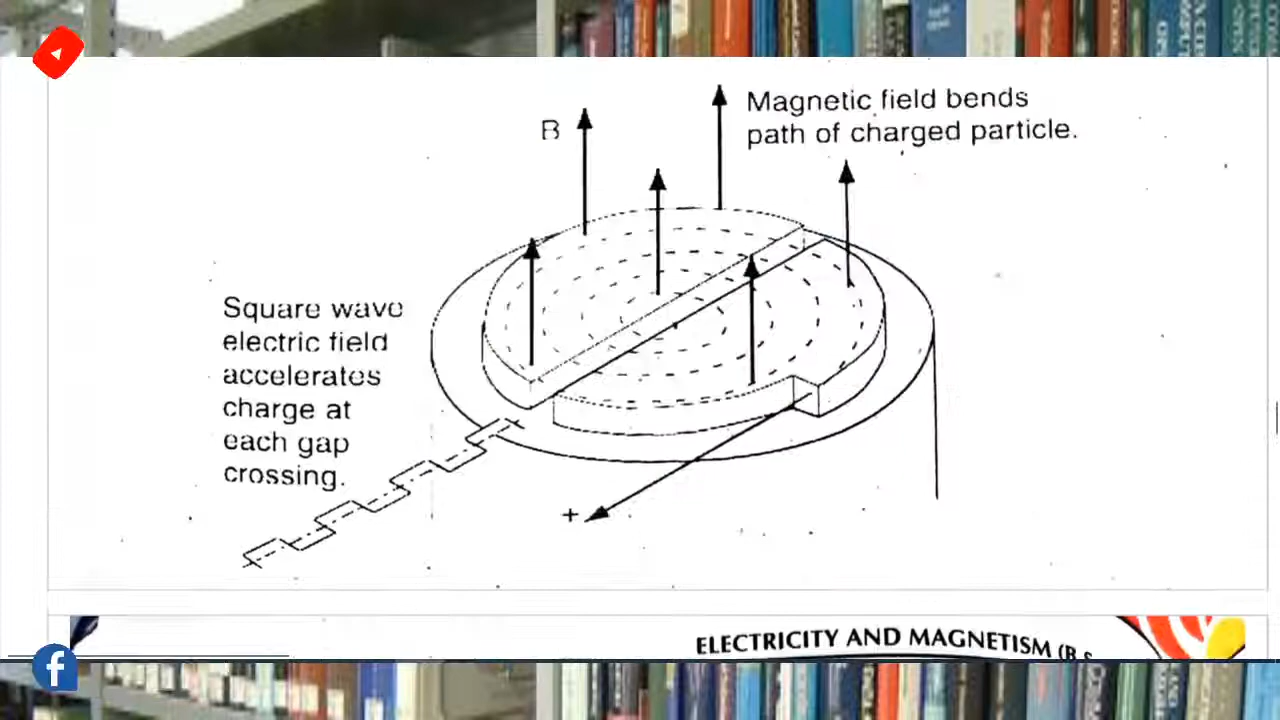 B
Magnetic field bends
path of charged particle.
Square wave
electric field
accelerates
charge at
each gap
crossing.
+
ELECTRICITY AND MAGNETISM (B.S
f